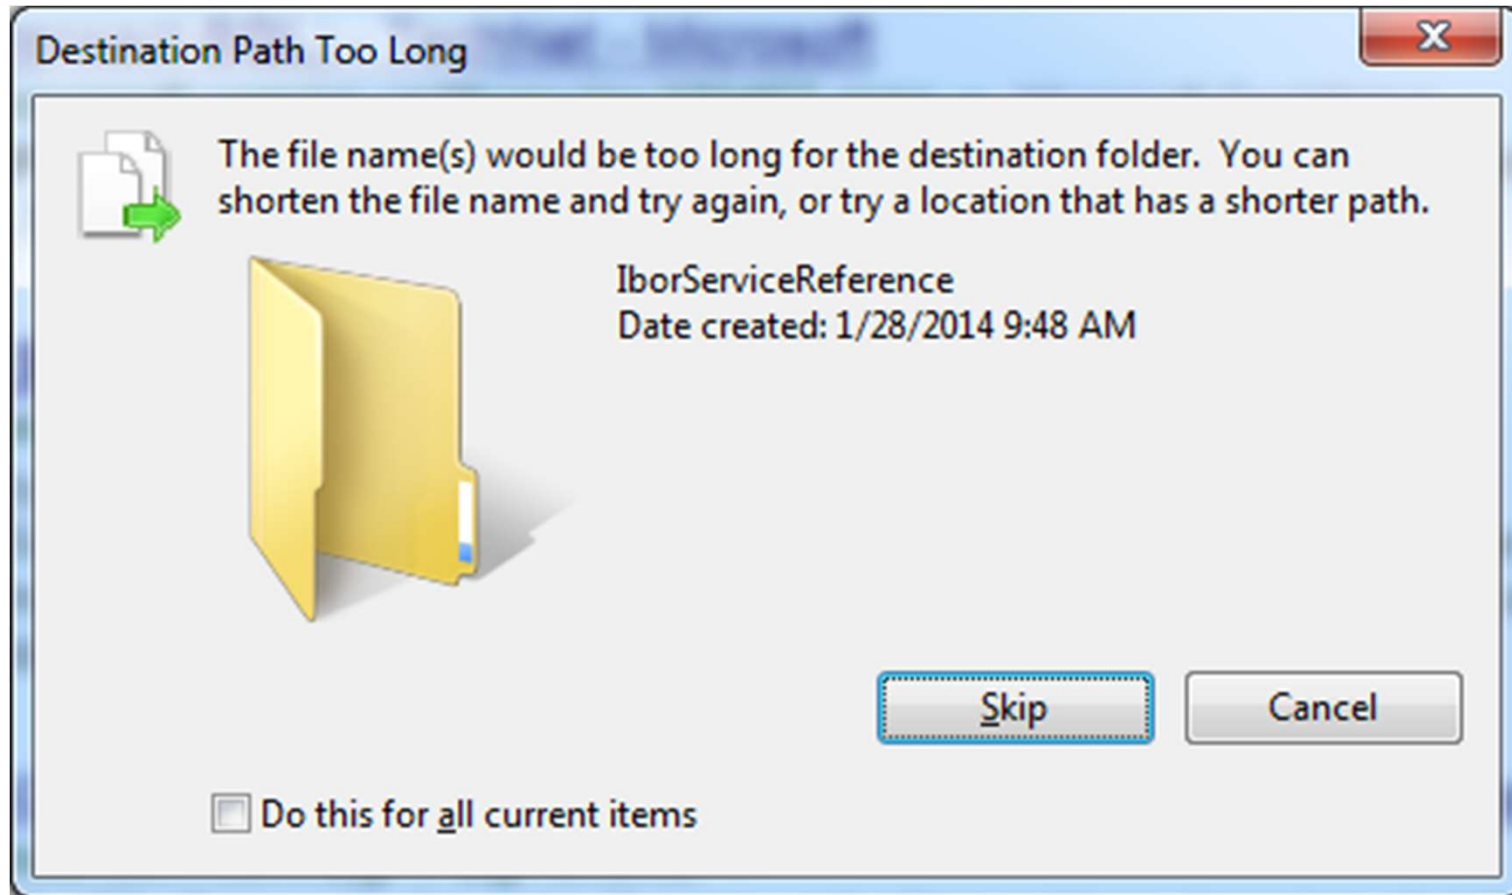 Destination Path Too Long
The file name(s) would be too long for the destination folder.  You can
shorten the file name and try again, or try a location that has a shorter path.
IborServiceReference
Date created: 1/28/2014 9:48 AM
Skip
Cancel
Do this for all current items